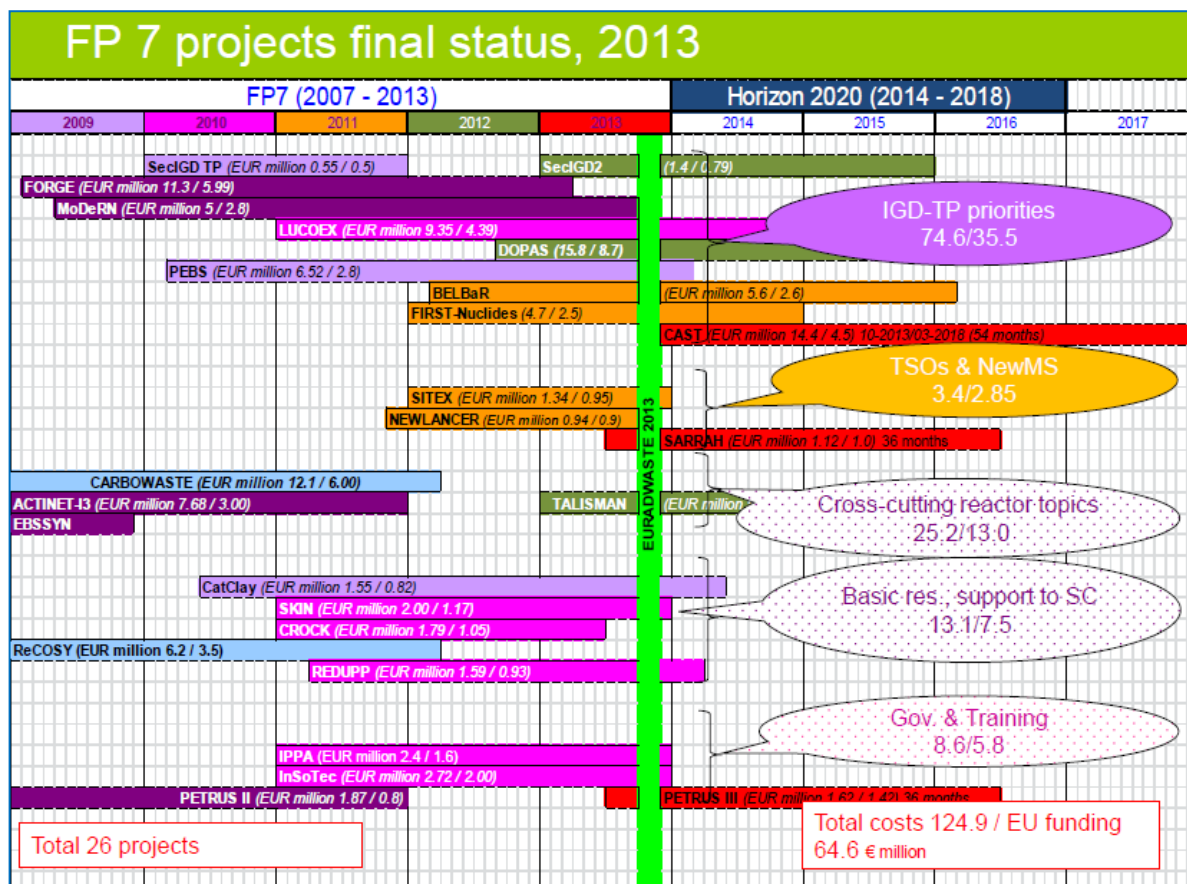 FP 7 projects final status, 2013
FP7 (2007 - 2013)
Horizon 2020 (2014 - 2018)
2009 2010 2011 2012 2013 2014 2015 2016 2017
SecIGD TP (EUR million 0.55 / 0.5)
SecIGD2 (1.4 / 0.79)
FORGE (EUR million 11.3 / 5.99)
MoDeRN (EUR million 5 / 2.8)
LUCOEX (EUR million 9.35 / 4.39)
DOPAS (15.8 / 8.7)
PEBS (EUR million 6.52 / 2.8)
BELBaR (EUR million 5.6 / 2.6)
FIRST-Nuclides (4.7 / 2.5)
CAST (EUR million 14.4 / 4.5) 10-2013/03-2018 (54 months)
IGD-TP priorities
74.6/35.5
SITEX (EUR million 1.34 / 0.95)
NEWLANCER (EUR million 0.94 / 0.9)
SARRAH (EUR million 1.12 / 1.0) 36 months
TSOs & NewMS
3.4/2.85
EURADWASTE 2013
CARBOWASTE (EUR million 12.1 / 6.00)
ACTINET-I3 (EUR million 7.68 / 3.00)
TALISMAN (EUR million
EBSSYN
Cross-cutting reactor topics
25.2/13.0
CatClay (EUR million 1.55 / 0.82)
SKIN (EUR million 2.00 / 1.17)
CROCK (EUR million 1.79 / 1.05)
ReCOSY (EUR million 6.2 / 3.5)
REDUPP (EUR million 1.59 / 0.93)
Basic res., support to SC
13.1/7.5
IPPA (EUR million 2.4 / 1.6)
InSoTec (EUR million 2.72 / 2.00)
PETRUS II (EUR million 1.87 / 0.8)
PETRUS III (EUR million 1.62 / 1.42) 36 months
Gov. & Training
8.6/5.8
Total 26 projects
Total costs 124.9 / EU funding
64.6 € million